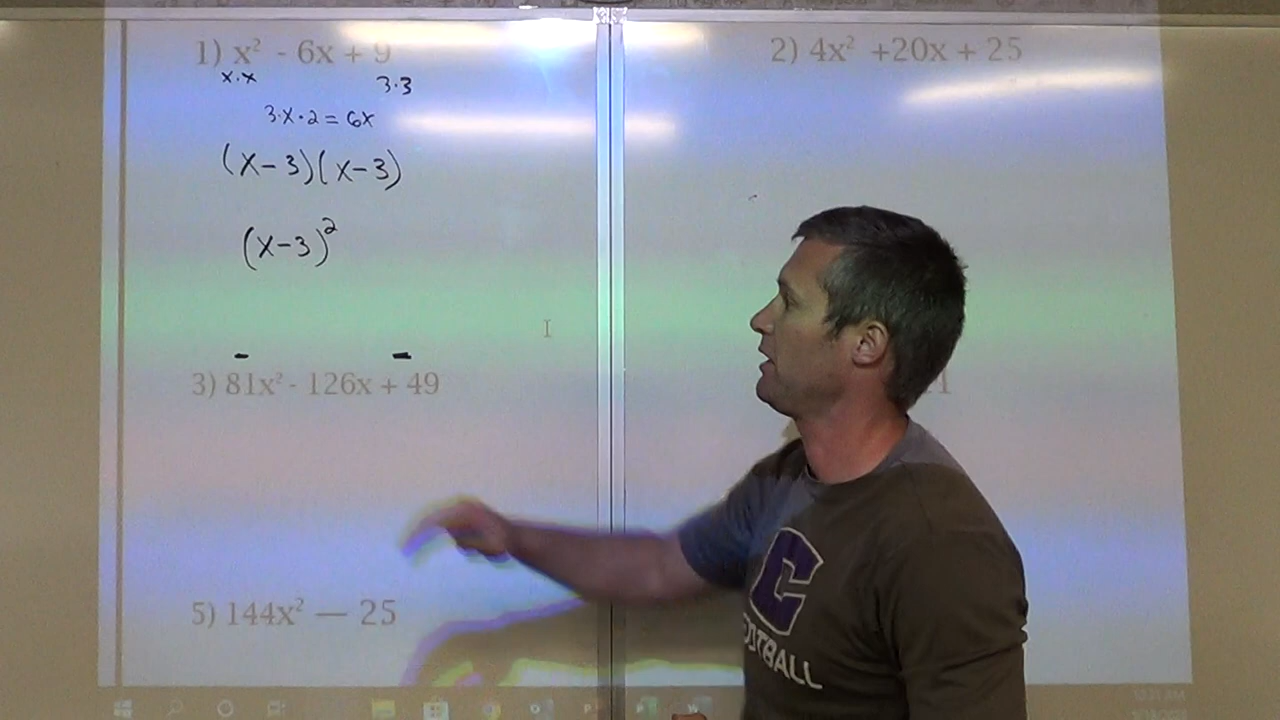 1) x² - 6x + 9
x·x 3·3
3·x·2 = 6x
(x-3)(x-3)
(x-3)²
2) 4x² +20x + 25
3) 81x² - 126x + 49
5) 144x² — 25
C
FOOTBALL